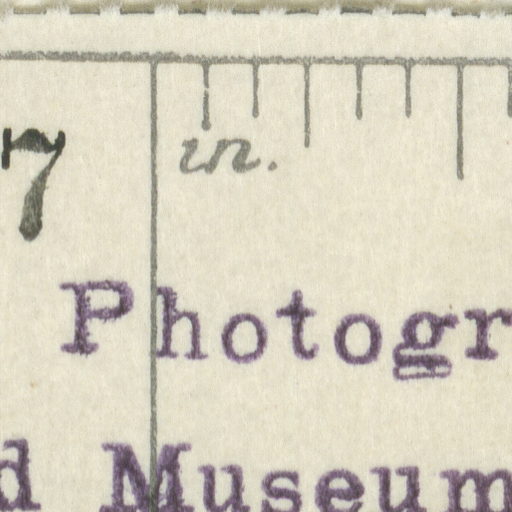 7
in.
Photogr
d Museum